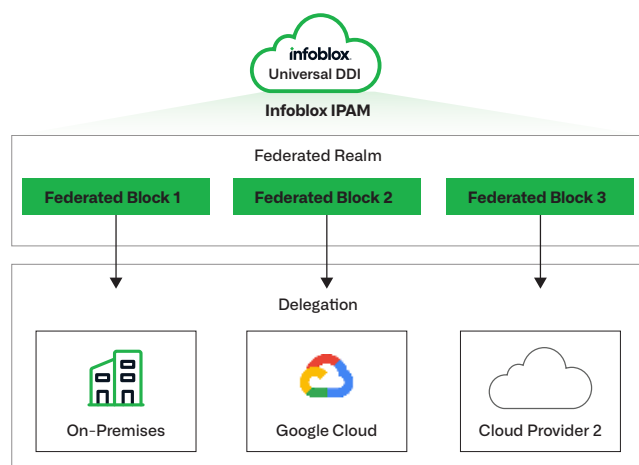 infoblox
Universal DDI
Infoblox IPAM
Federated Realm
Federated Block 1
Federated Block 2
Federated Block 3
Delegation
On-Premises
Google Cloud
Cloud Provider 2